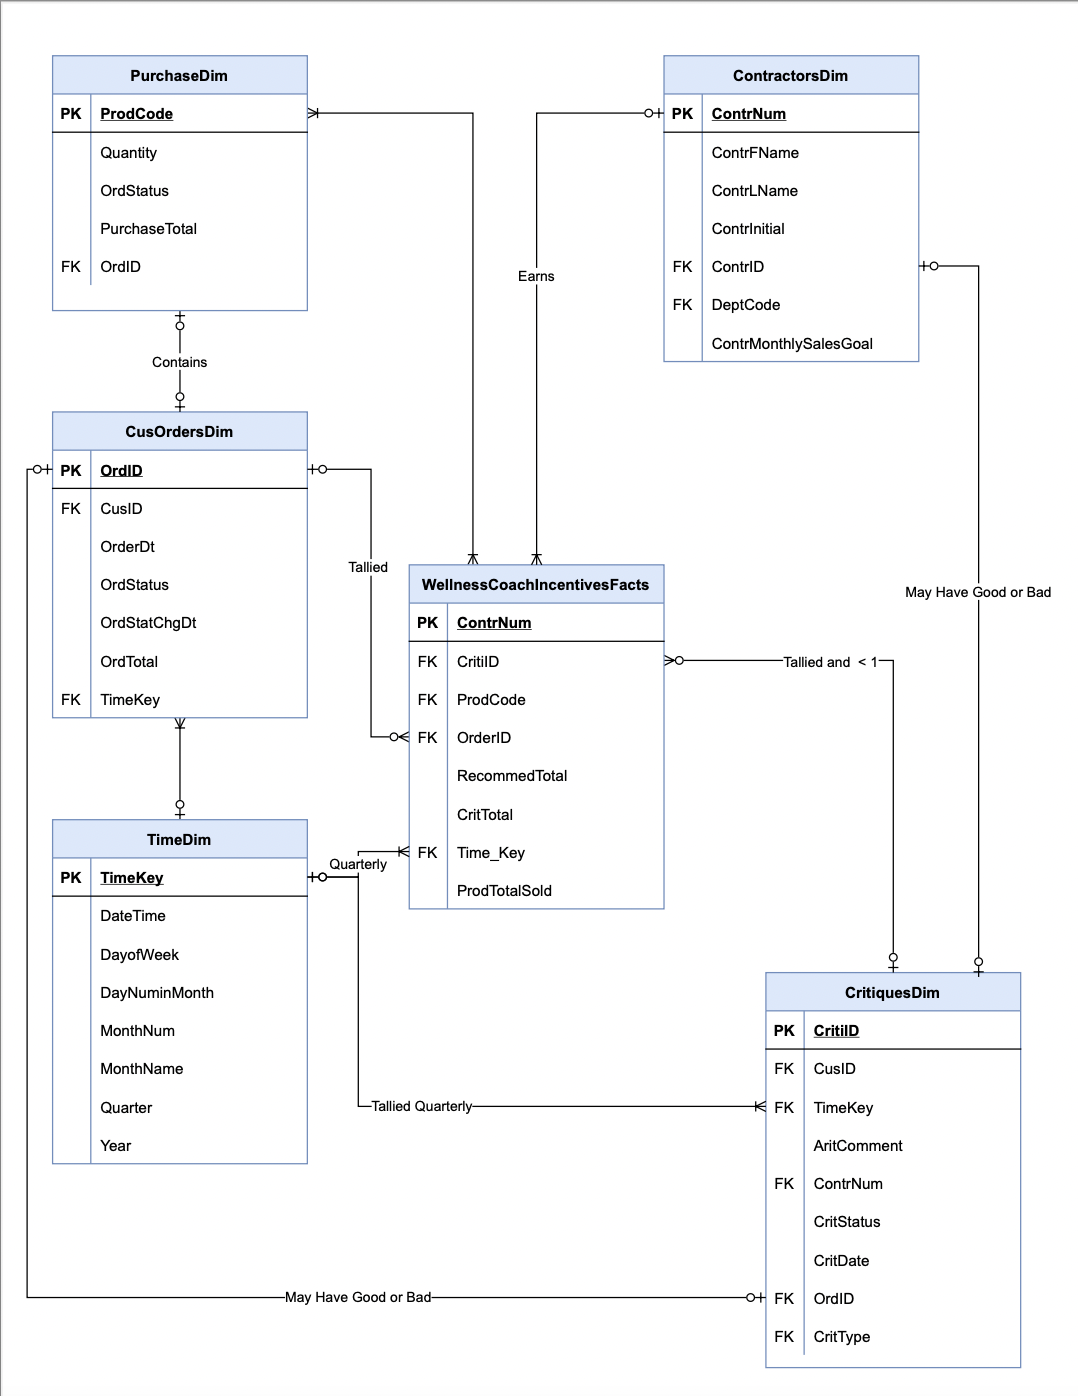 PurchaseDim
PK ProdCode
Quantity
OrdStatus
PurchaseTotal
FK OrdID
ContractorsDim
PK ContrNum
ContrFName
ContrLName
ContrInitial
FK ContrID
FK DeptCode
ContrMonthlySalesGoal
Earns
Contains
CusOrdersDim
PK OrdID
FK CusID
OrderDt
OrdStatus
OrdStatChgDt
OrdTotal
FK TimeKey
Tallied
WellnessCoachIncentivesFacts
PK ContrNum
FK CritiID
FK ProdCode
FK OrderID
RecommedTotal
CritTotal
FK Time_Key
ProdTotalSold
May Have Good or Bad
Tallied and < 1
TimeDim
PK TimeKey
DateTime
DayofWeek
DayNuminMonth
MonthNum
MonthName
Quarter
Year
Quarterly
Tallied Quarterly
CritiquesDim
PK CritiID
FK CusID
FK TimeKey
AritComment
FK ContrNum
CritStatus
CritDate
FK OrdID
FK CritType
May Have Good or Bad